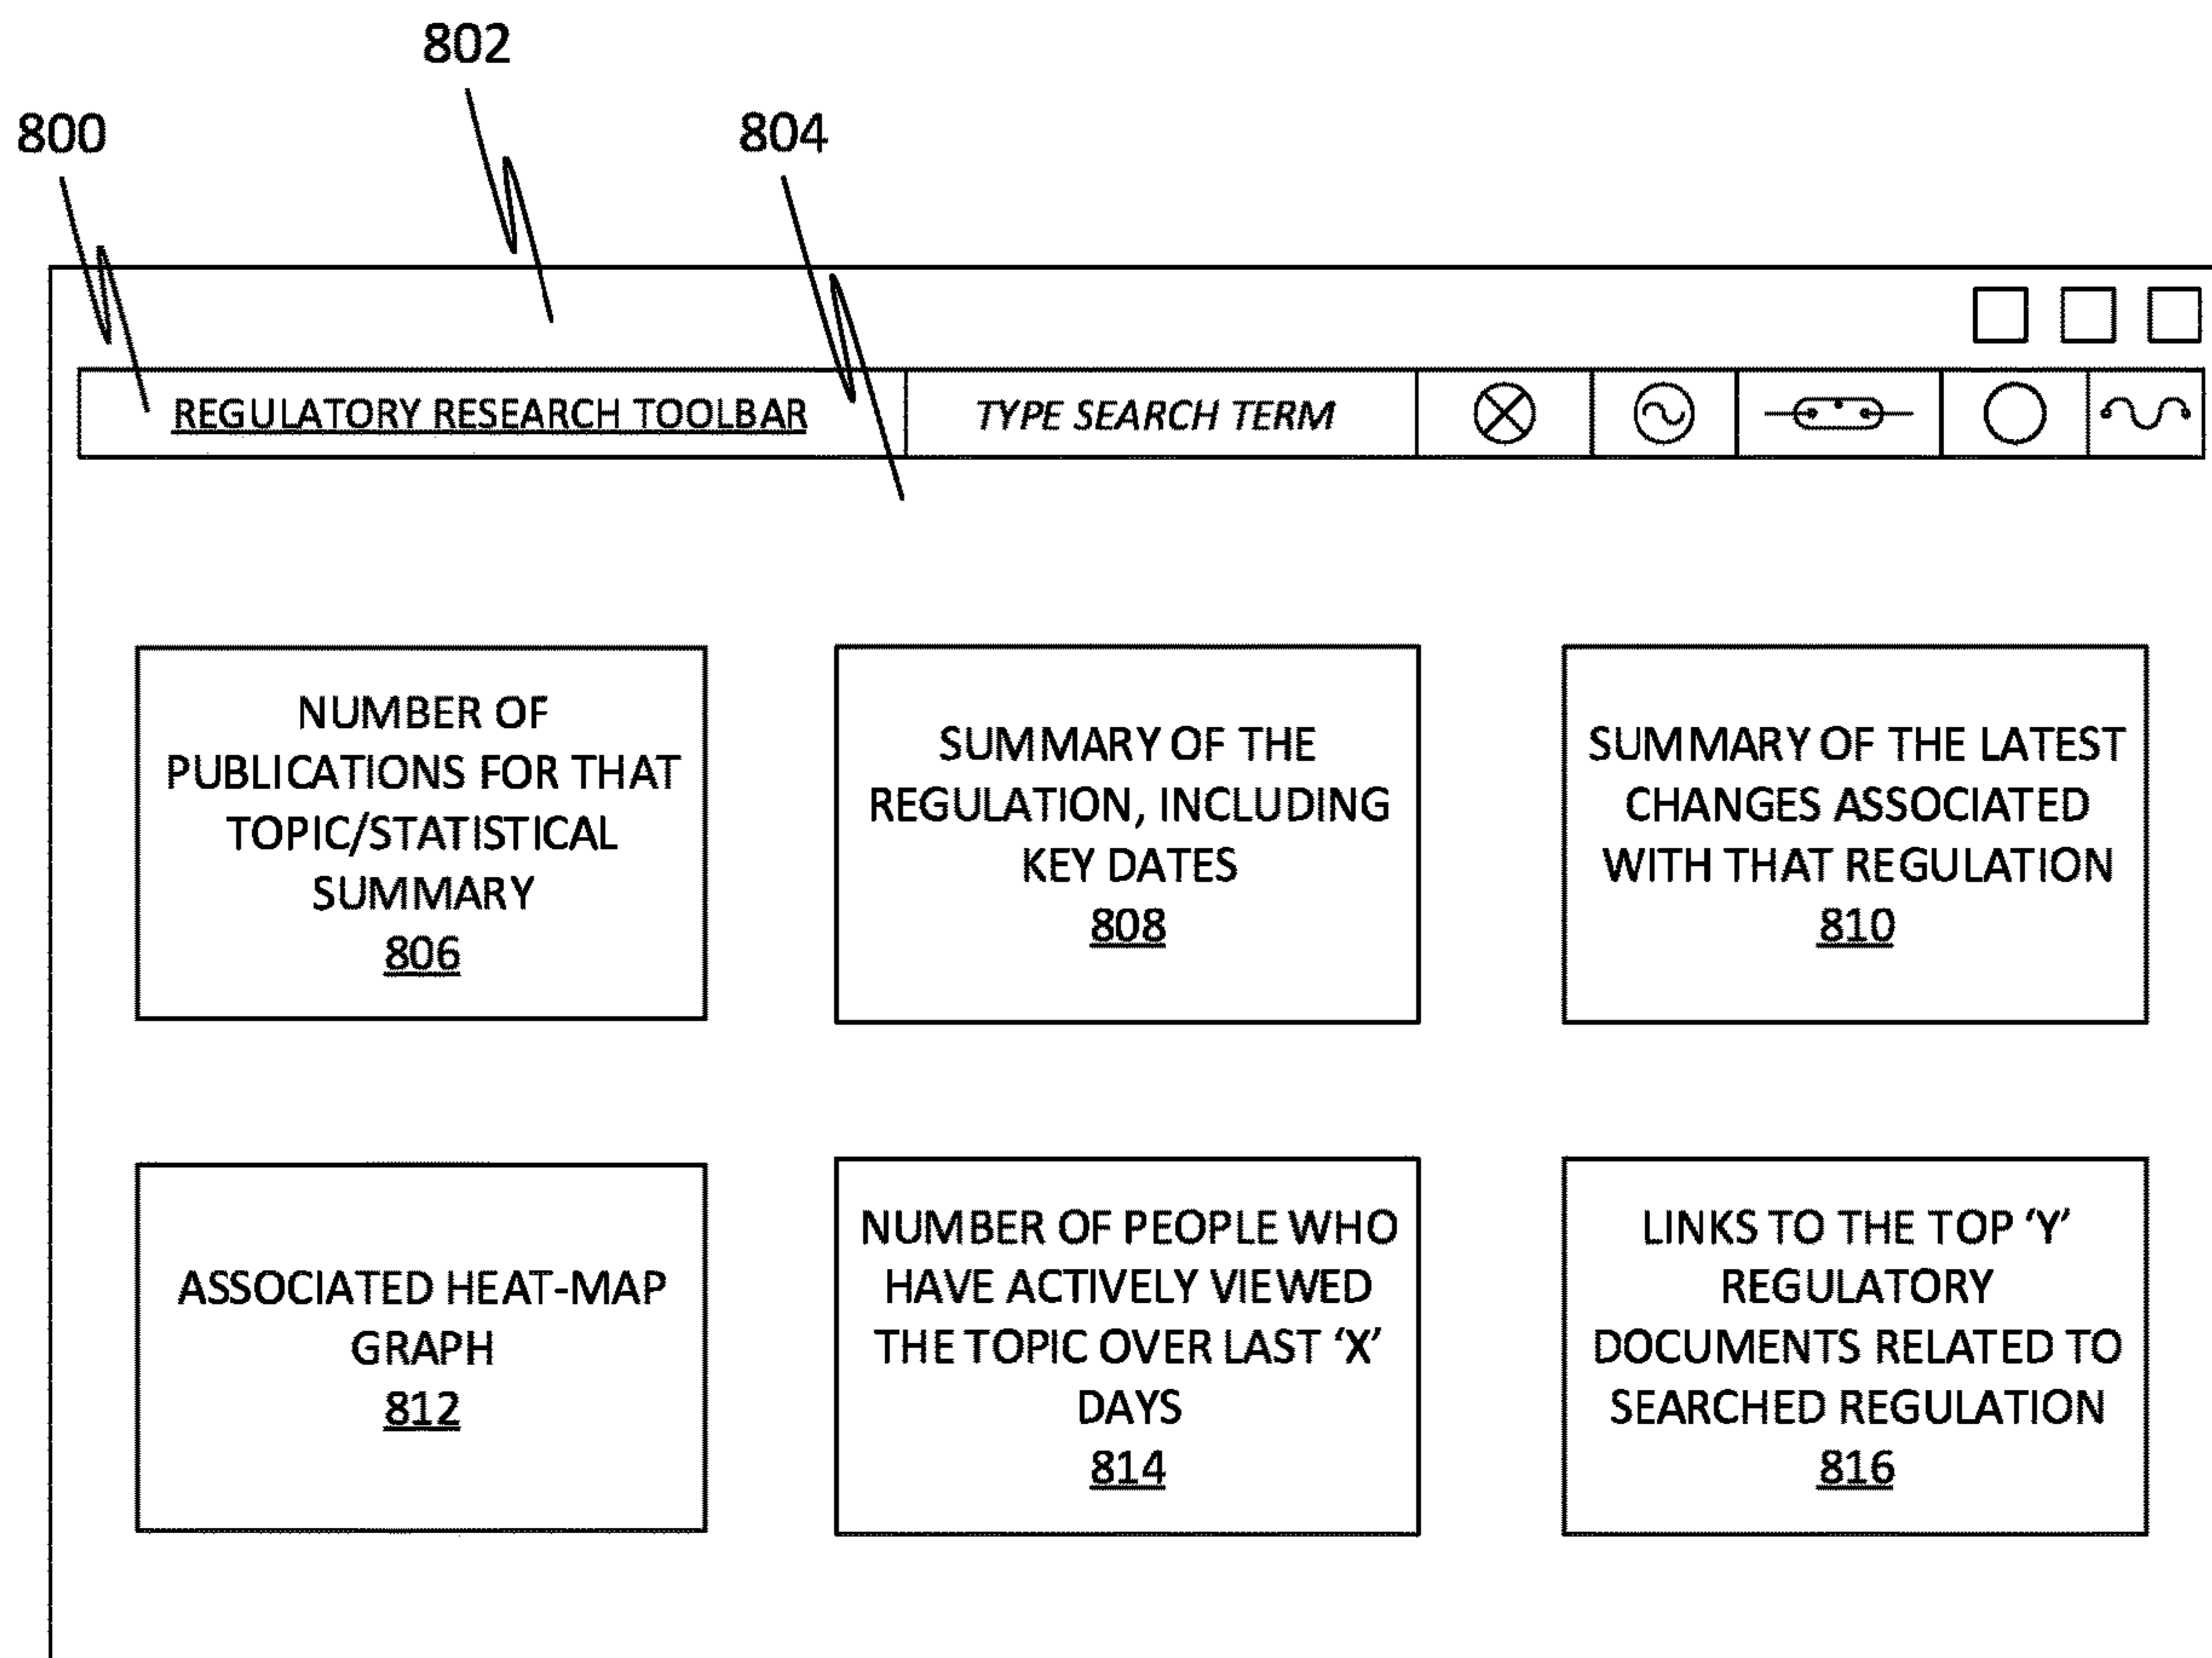 802
800
804
REGULATORY RESEARCH TOOLBAR
TYPE SEARCH TERM
NUMBER OF
PUBLICATIONS FOR THAT
TOPIC/STATISTICAL
SUMMARY
806
SUMMARY OF THE
REGULATION, INCLUDING
KEY DATES
808
SUMMARY OF THE LATEST
CHANGES ASSOCIATED
WITH THAT REGULATION
810
ASSOCIATED HEAT-MAP
GRAPH
812
NUMBER OF PEOPLE WHO
HAVE ACTIVELY VIEWED
THE TOPIC OVER LAST ‘X’
DAYS
814
LINKS TO THE TOP ‘Y’
REGULATORY
DOCUMENTS RELATED TO
SEARCHED REGULATION
816